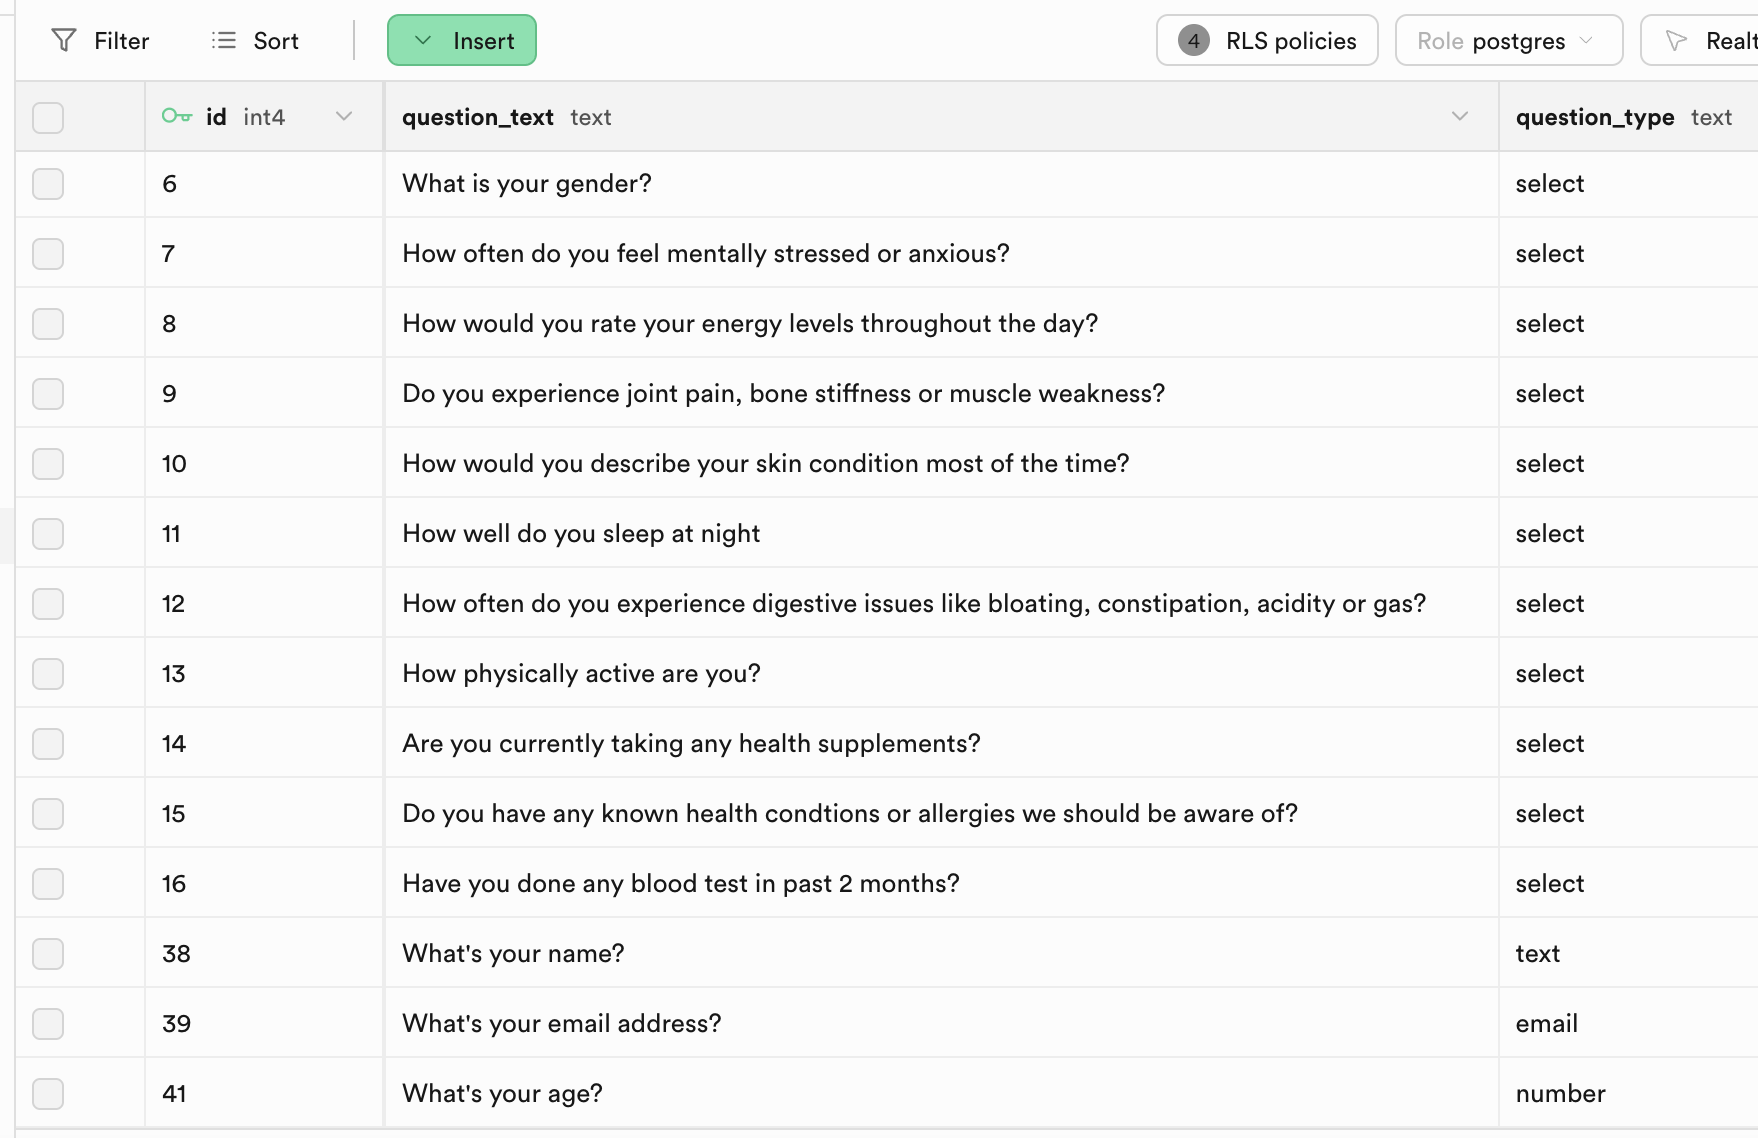 Filter Sort Insert 4 RLS policies Role postgres Realt
id int4 question_text text question_type text
6 What is your gender? select
7 How often do you feel mentally stressed or anxious? select
8 How would you rate your energy levels throughout the day? select
9 Do you experience joint pain, bone stiffness or muscle weakness? select
10 How would you describe your skin condition most of the time? select
11 How well do you sleep at night select
12 How often do you experience digestive issues like bloating, constipation, acidity or gas? select
13 How physically active are you? select
14 Are you currently taking any health supplements? select
15 Do you have any known health condtions or allergies we should be aware of? select
16 Have you done any blood test in past 2 months? select
38 What's your name? text
39 What's your email address? email
41 What's your age? number